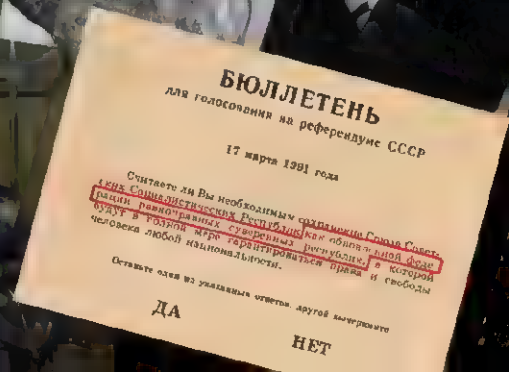 БЮЛЛЕТЕНЬ
для голосования на референдуме СССР
17 марта 1991 года
Считаете ли Вы необходимым сохранение Союза Совет-
ских Социалистических Республик как обновленной феде-
рации равноправных суверенных республик, в которой
будут в полной мере гарантироваться права и свободы
человека любой национальности.
Оставьте один из указанных ответов, другой вычеркните
ДА
НЕТ